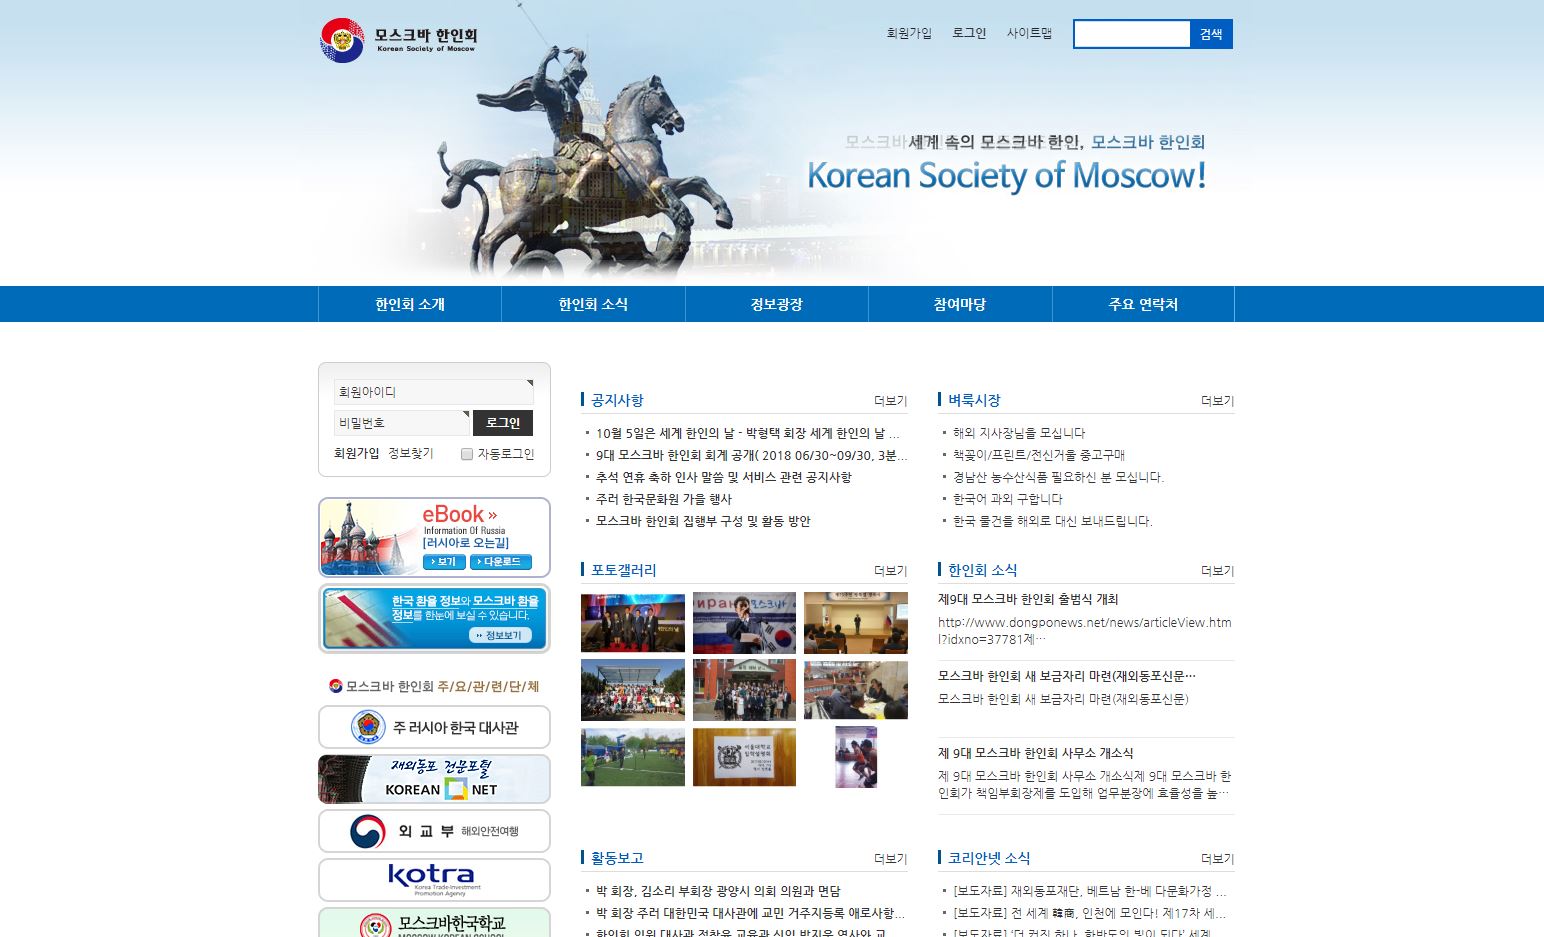 모스크바 한인회
Korean Society of Moscow
회원가입 로그인 사이트맵 검색
세계 속의 모스크바 한인, 모스크바 한인회
Korean Society of Moscow!
한인회 소개 한인회 소식 정보광장 참여마당 주요 연락처
회원아이디
비밀번호 로그인
회원가입 정보찾기 자동로그인
eBook »
Information Of Russia
[러시아로 오는길]
보기 다운로드
한국 환율 정보와 모스크바 환율
정보를 한눈에 보실 수 있습니다.
정보보기
모스크바 한인회 주/요/관/련/단/체
주 러시아 한국 대사관
재외동포 전문포털
KOREAN NET
외 교 부 해외안전여행
kotra
Korea Trade-Investment
Promotion Agency
모스크바한국학교
MOSCOW KOREAN SCHOOL
공지사항 더보기
10월 5일은 세계 한인의 날 - 박형택 회장 세계 한인의 날 ...
9대 모스크바 한인회 회계 공개( 2018 06/30~09/30, 3분...
추석 연휴 축하 인사 말씀 및 서비스 관련 공지사항
주러 한국문화원 가을 행사
모스크바 한인회 집행부 구성 및 활동 방안
벼룩시장 더보기
해외 지사장님을 모십니다
책꽂이/프린트/전신거울 중고구매
경남산 농수산식품 필요하신 분 모십니다.
한국어 과외 구합니다
한국 물건을 해외로 대신 보내드립니다.
포토갤러리 더보기
한인회 소식 더보기
제9대 모스크바 한인회 출범식 개최
http://www.dongponews.net/news/articleView.htm
l?idxno=37781제…
모스크바 한인회 새 보금자리 마련(재외동포신문…
모스크바 한인회 새 보금자리 마련(재외동포신문)
제 9대 모스크바 한인회 사무소 개소식
제 9대 모스크바 한인회 사무소 개소식제 9대 모스크바 한
인회가 책임부회장제를 도입해 업무분장에 효율성을 높…
활동보고 더보기
박 회장, 김소리 부회장 광양시 의회 의원과 면담
박 회장 주러 대한민국 대사관에 교민 거주지등록 애로사항...
코리안넷 소식 더보기
[보도자료] 재외동포재단, 베트남 한-베 다문화가정 ...
[보도자료] 전 세계 韓商, 인천에 모인다! 제17차 세...